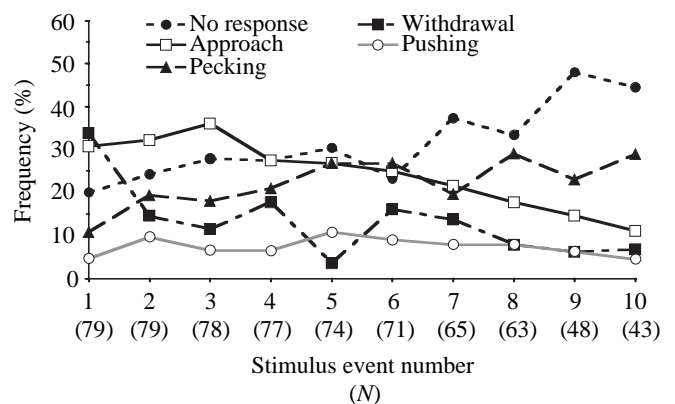 60
50
40
30
20
10
0
Frequency (%)
No response
Withdrawal
Approach
Pushing
Pecking
1 2 3 4 5 6 7 8 9 10
(79) (79) (78) (77) (74) (71) (65) (63) (48) (43)
Stimulus event number
(N)